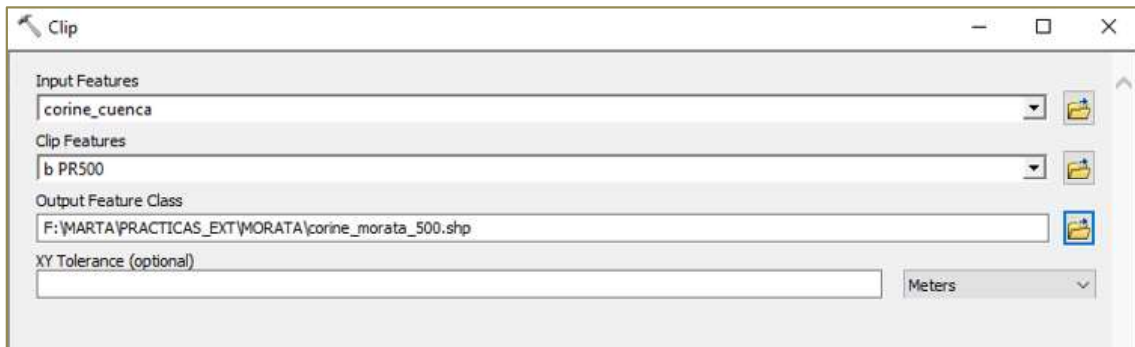 Clip
Input Features
corine_cuenca
Clip Features
b PR500
Output Feature Class
F:\MARTA\PRACTICAS_EXT\MORATA\corine_morata_500.shp
XY Tolerance (optional)
Meters